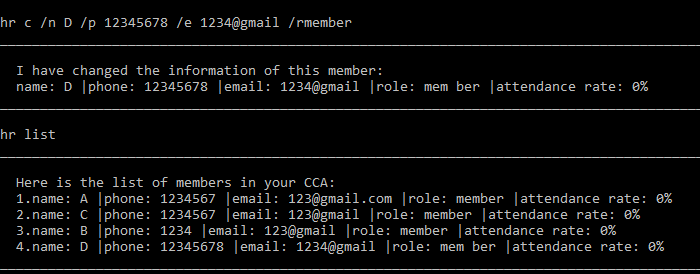 hr c /n D /p 12345678 /e 1234@gmail /rmember
I have changed the information of this member:
name: D |phone: 12345678 |email: 1234@gmail |role: mem ber |attendance rate: 0%
hr list
Here is the list of members in your CCA:
1.name: A |phone: 1234567 |email: 123@gmail.com |role: member |attendance rate: 0%
2.name: C |phone: 1234567 |email: 123@gmail |role: member |attendance rate: 0%
3.name: B |phone: 1234 |email: 123@gmail |role: member |attendance rate: 0%
4.name: D |phone: 12345678 |email: 1234@gmail |role: mem ber |attendance rate: 0%